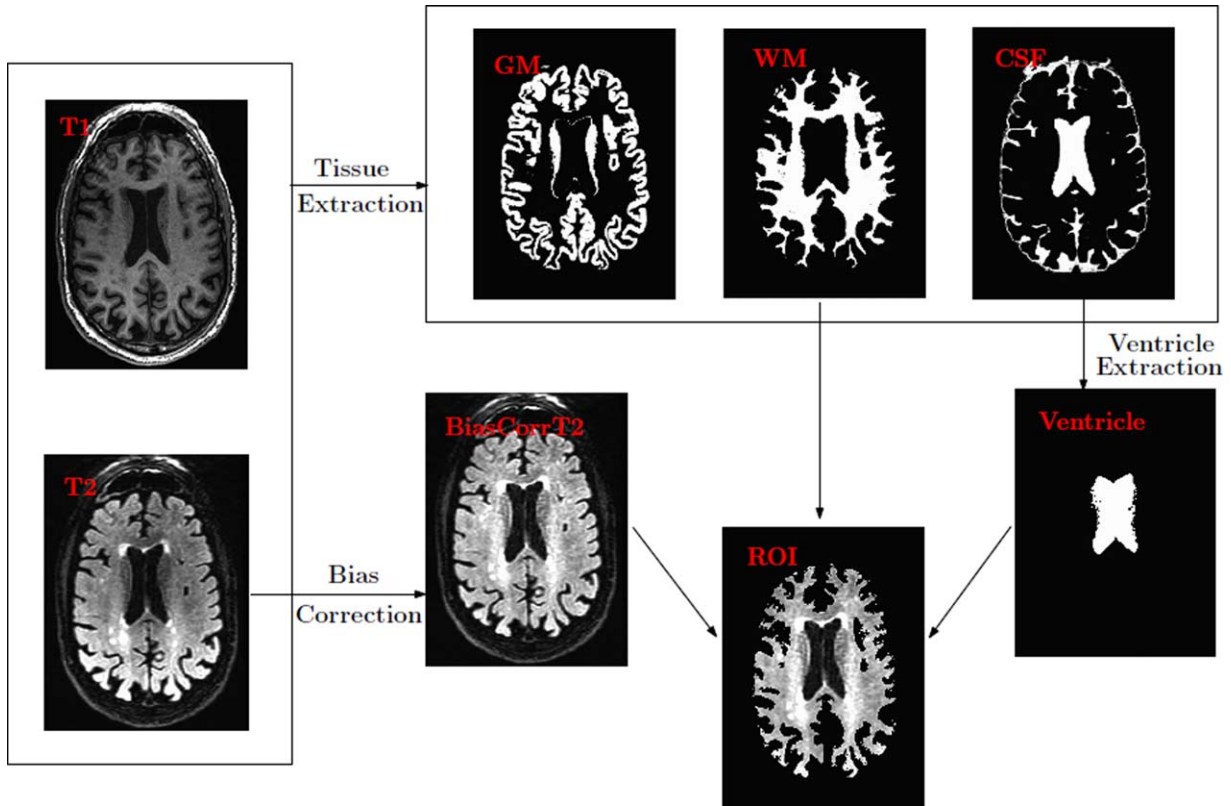 GM
WM
CSF
T1
Tissue
Extraction
Ventricle
Extraction
BiasCorrT2
Ventricle
T2
ROI
Bias
Correction